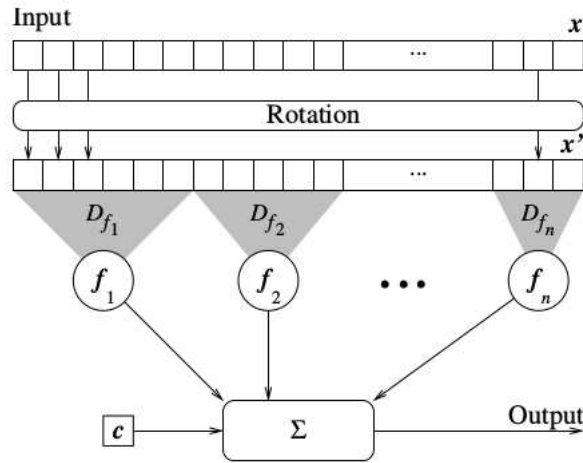 Input x
...
Rotation
x'
...
D_{f_1} D_{f_2} D_{f_n}
f_1 f_2 ••• f_n
c Σ Output